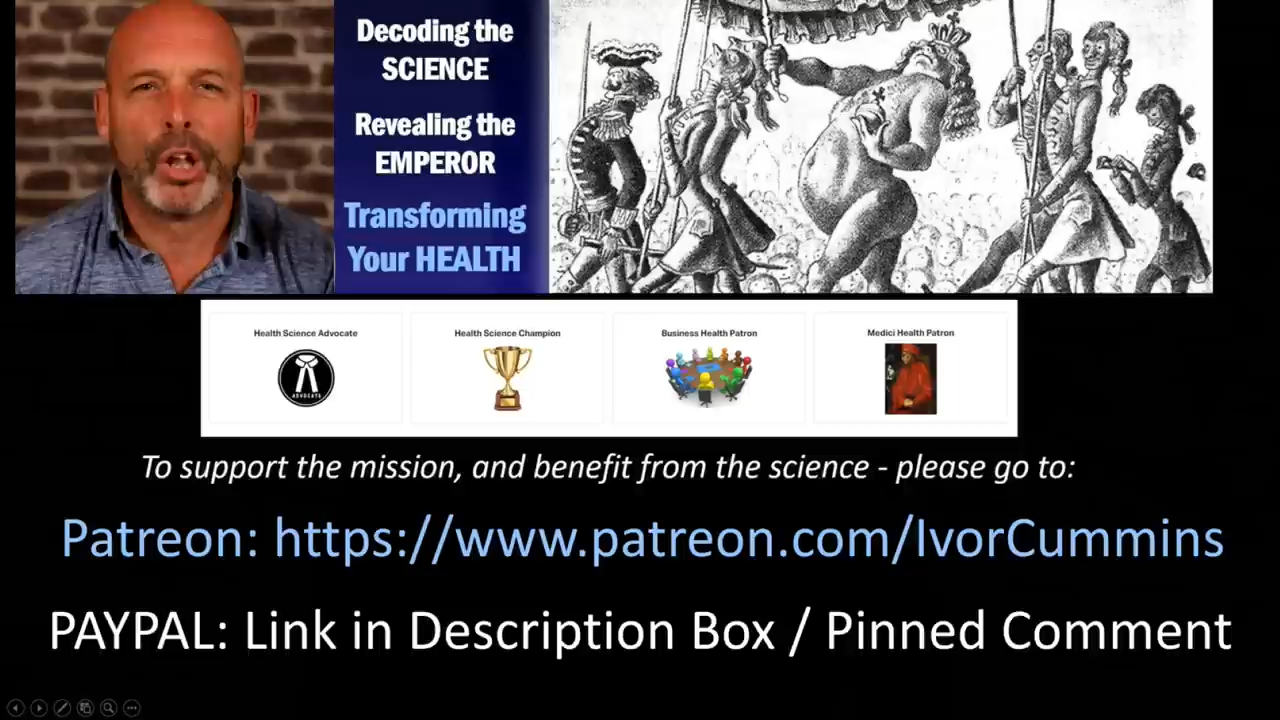 Decoding the
SCIENCE
Revealing the
EMPEROR
Transforming
Your HEALTH
Health Science Advocate
Health Science Champion
Business Health Patron
Medici Health Patron
ADVOCATE
To support the mission, and benefit from the science - please go to:
Patreon: https://www.patreon.com/IvorCummins
PAYPAL: Link in Description Box / Pinned Comment